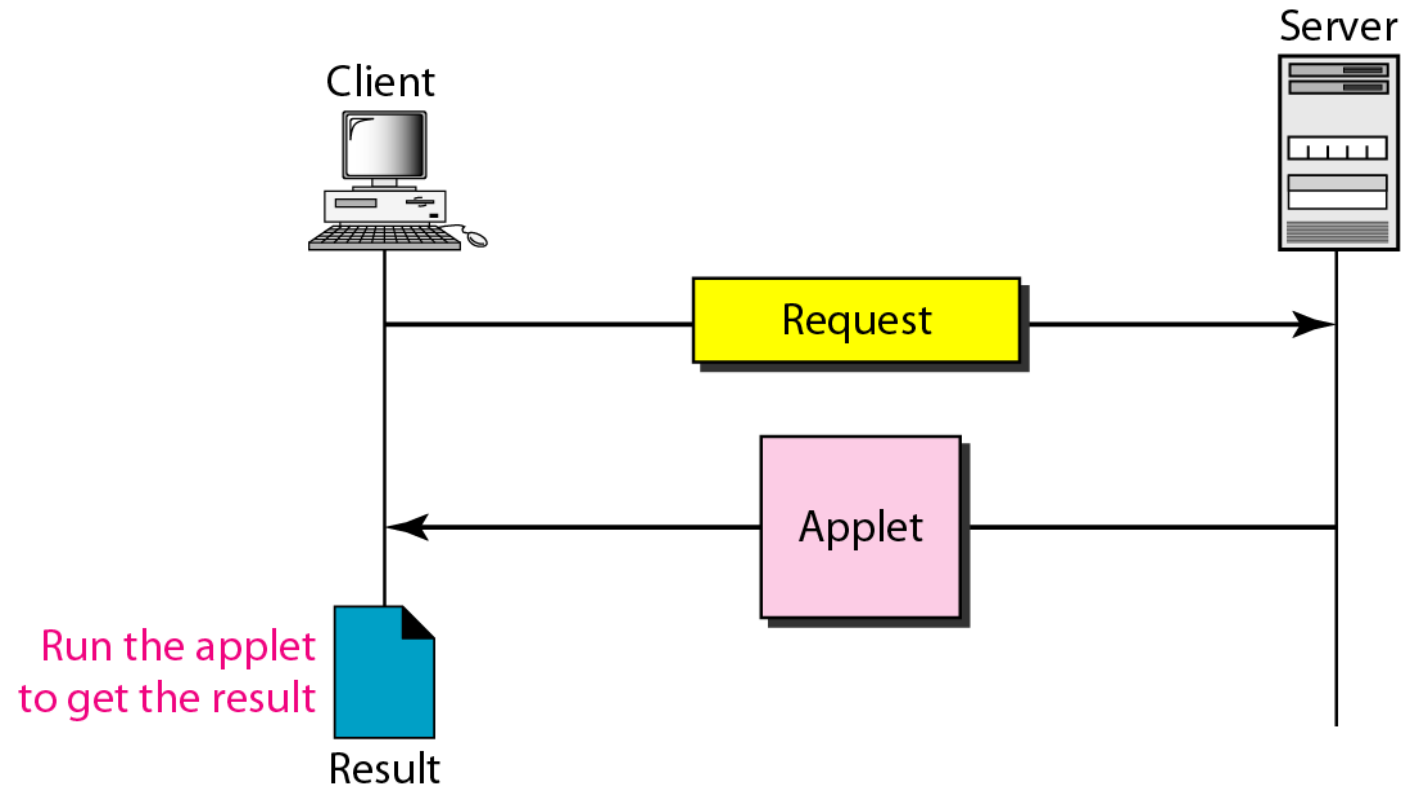 Server
Client
Request
Applet
Run the applet
to get the result
Result